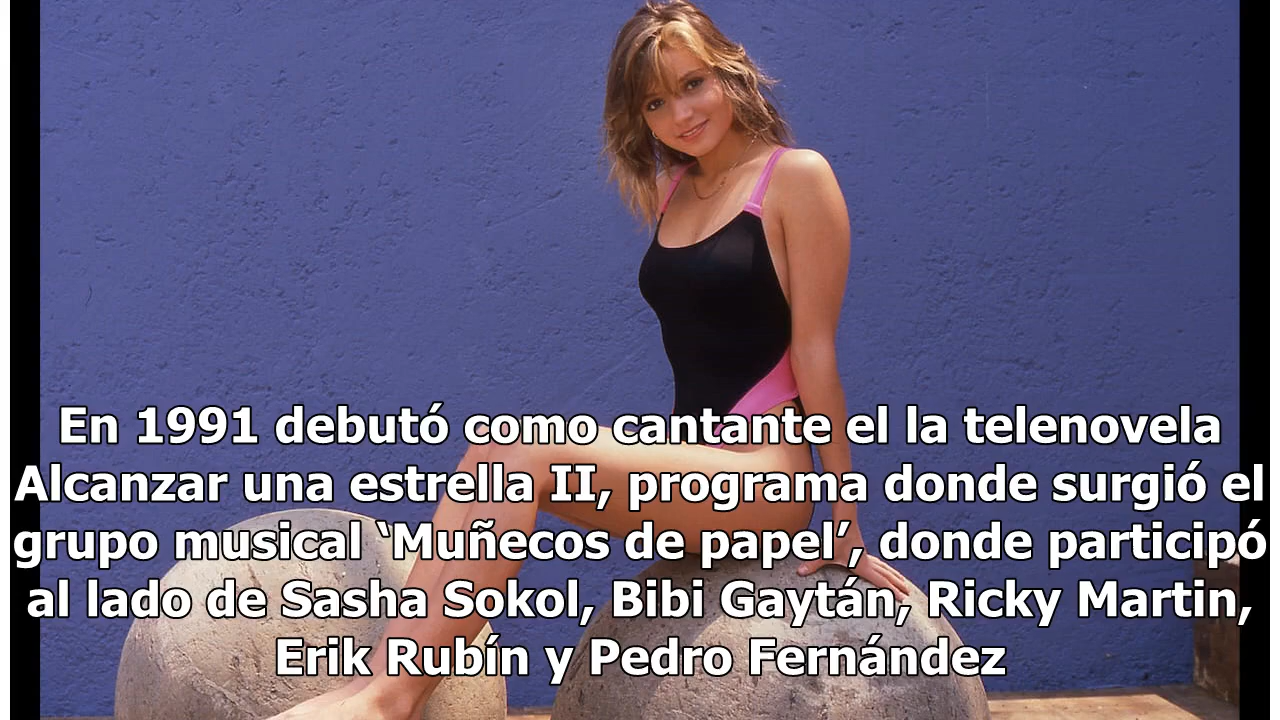 En 1991 debutó como cantante el la telenovela
Alcanzar una estrella II, programa donde surgió el
grupo musical ‘Muñecos de papel’, donde participó
al lado de Sasha Sokol, Bibi Gaytán, Ricky Martin,
Erik Rubín y Pedro Fernández